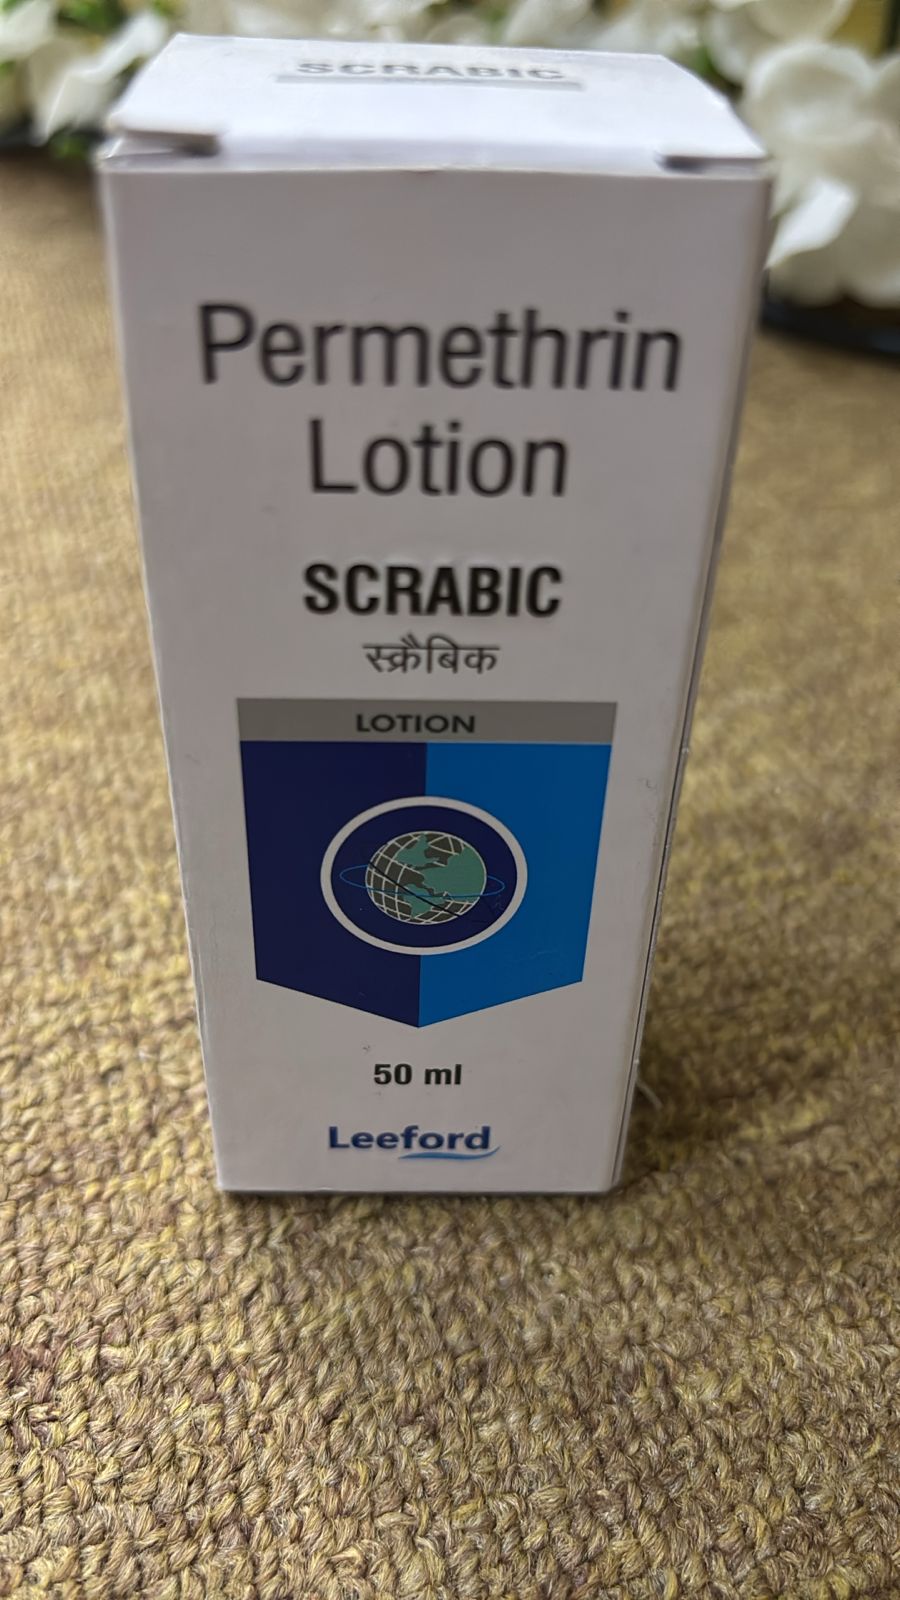 SCRABIC
Permethrin
Lotion
SCRABIC
स्क्रैबिक
LOTION
50 ml
Leeford